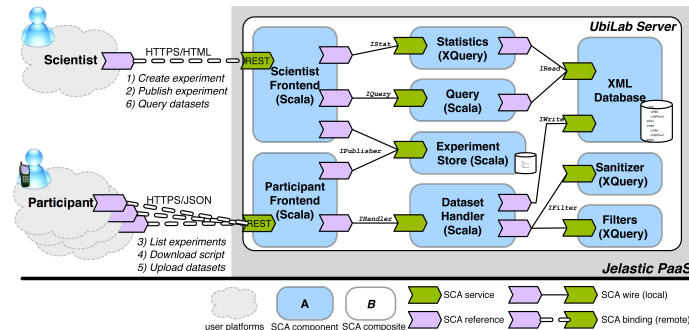 UbiLab Server
Scientist
HTTPS/HTML
REST
1) Create experiment
2) Publish experiment
6) Query datasets
Scientist
Frontend
(Scala)
IStat
Statistics
(XQuery)
IRead
XML
Database
IQuery
Query
(Scala)
IWrite
IPublisher
Experiment
Store (Scala)
Participant
HTTPS/JSON
REST
3) List experiments
4) Download script
5) Upload datasets
Participant
Frontend
(Scala)
IHandler
Dataset
Handler
(Scala)
IFilter
Sanitizer
(XQuery)
Filters
(XQuery)
Jelastic PaaS
user platforms
A
SCA component
B
SCA composite
SCA service
SCA reference
SCA wire (local)
SCA binding (remote)